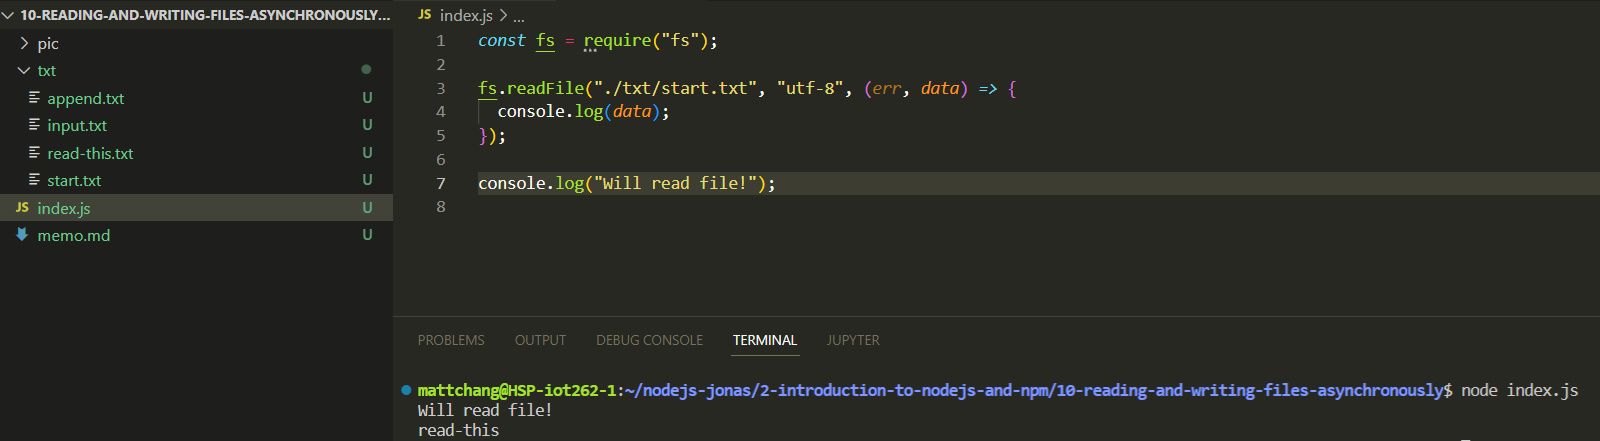 10-READING-AND-WRITING-FILES-ASYNCHRONOUSLY...
pic
txt
append.txt U
input.txt U
read-this.txt U
start.txt U
JS index.js U
memo.md U
JS index.js > ...
1 const fs = require("fs");
2
3 fs.readFile("./txt/start.txt", "utf-8", (err, data) => {
4 console.log(data);
5 });
6
7 console.log("Will read file!");
8
PROBLEMS OUTPUT DEBUG CONSOLE TERMINAL JUPYTER
mattchang@HSP-iot262-1:~/nodejs-jonas/2-introduction-to-nodejs-and-npm/10-reading-and-writing-files-asynchronously$ node index.js
Will read file!
read-this